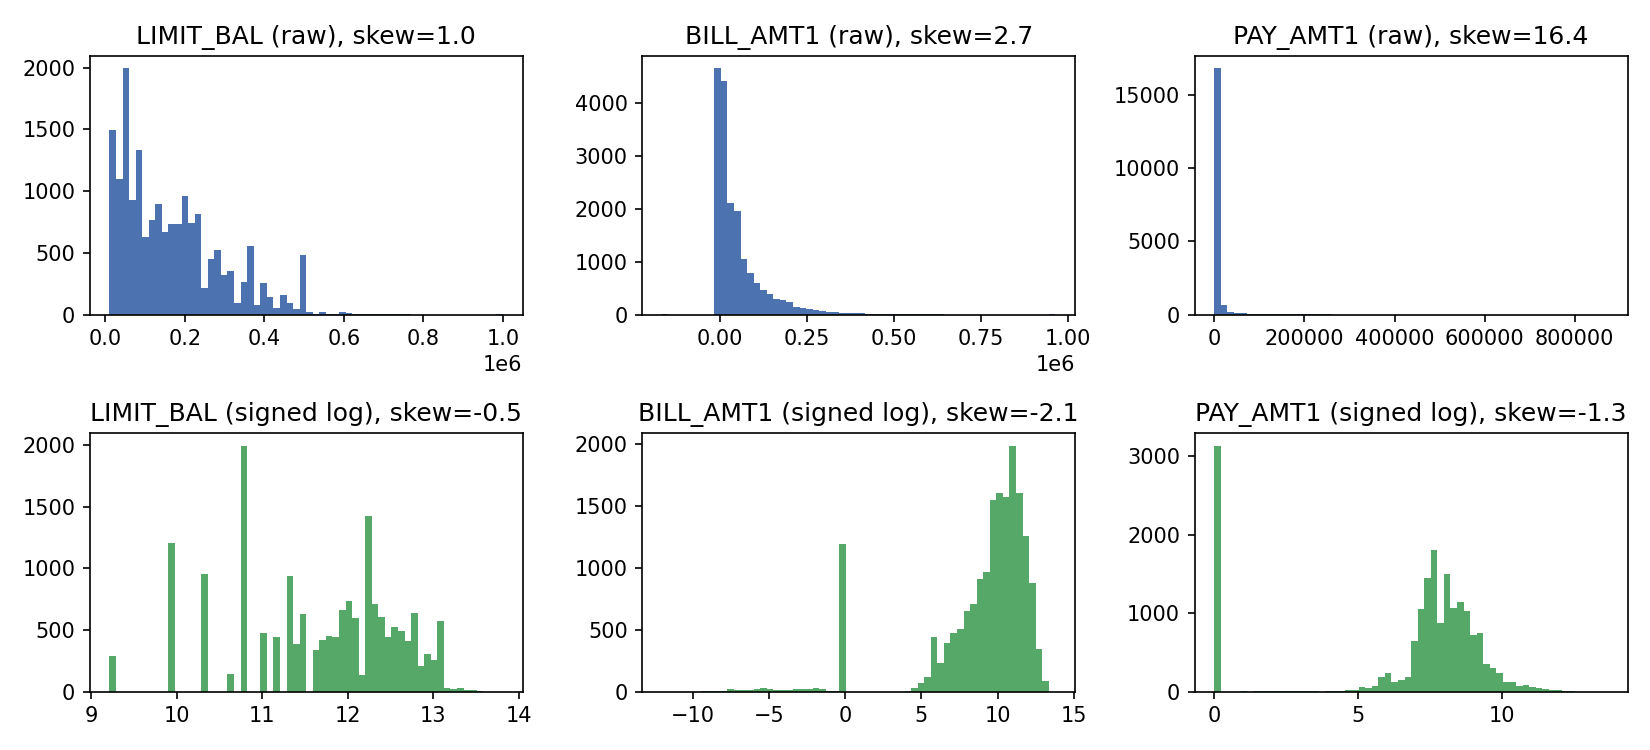 LIMIT_BAL (raw), skew=1.0
2000
1500
1000
500
0
0.0 0.2 0.4 0.6 0.8 1.0
1e6
BILL_AMT1 (raw), skew=2.7
4000
3000
2000
1000
0
0.00 0.25 0.50 0.75 1.00
1e6
PAY_AMT1 (raw), skew=16.4
15000
10000
5000
0
0 200000 400000 600000 800000
LIMIT_BAL (signed log), skew=-0.5
2000
1500
1000
500
0
9 10 11 12 13 14
BILL_AMT1 (signed log), skew=-2.1
2000
1500
1000
500
0
−10 −5 0 5 10 15
PAY_AMT1 (signed log), skew=-1.3
3000
2000
1000
0
0 5 10